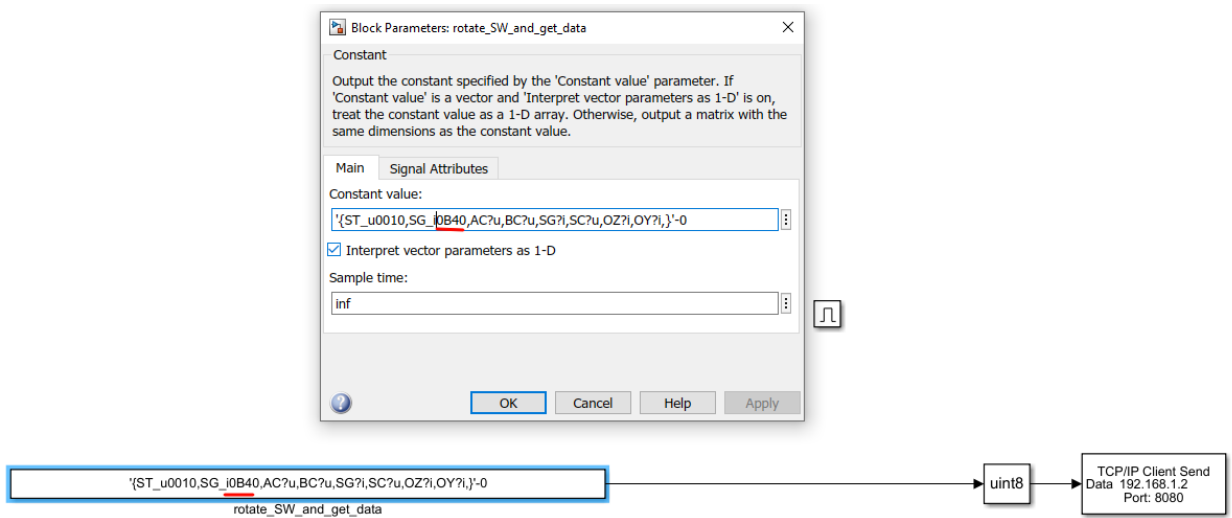 Block Parameters: rotate_SW_and_get_data
Constant
Output the constant specified by the 'Constant value' parameter. If
'Constant value' is a vector and 'Interpret vector parameters as 1-D' is on,
treat the constant value as a 1-D array. Otherwise, output a matrix with the
same dimensions as the constant value.
Main Signal Attributes
Constant value:
'{ST_u0010,SG_i0B40,AC?u,BC?u,SG?i,SC?u,OZ?i,OY?i,}'-0
Interpret vector parameters as 1-D
Sample time:
inf
OK Cancel Help Apply
'{ST_u0010,SG_i0B40,AC?u,BC?u,SG?i,SC?u,OZ?i,OY?i,}'-0
rotate_SW_and_get_data
uint8
TCP/IP Client Send
Data 192.168.1.2
Port: 8080